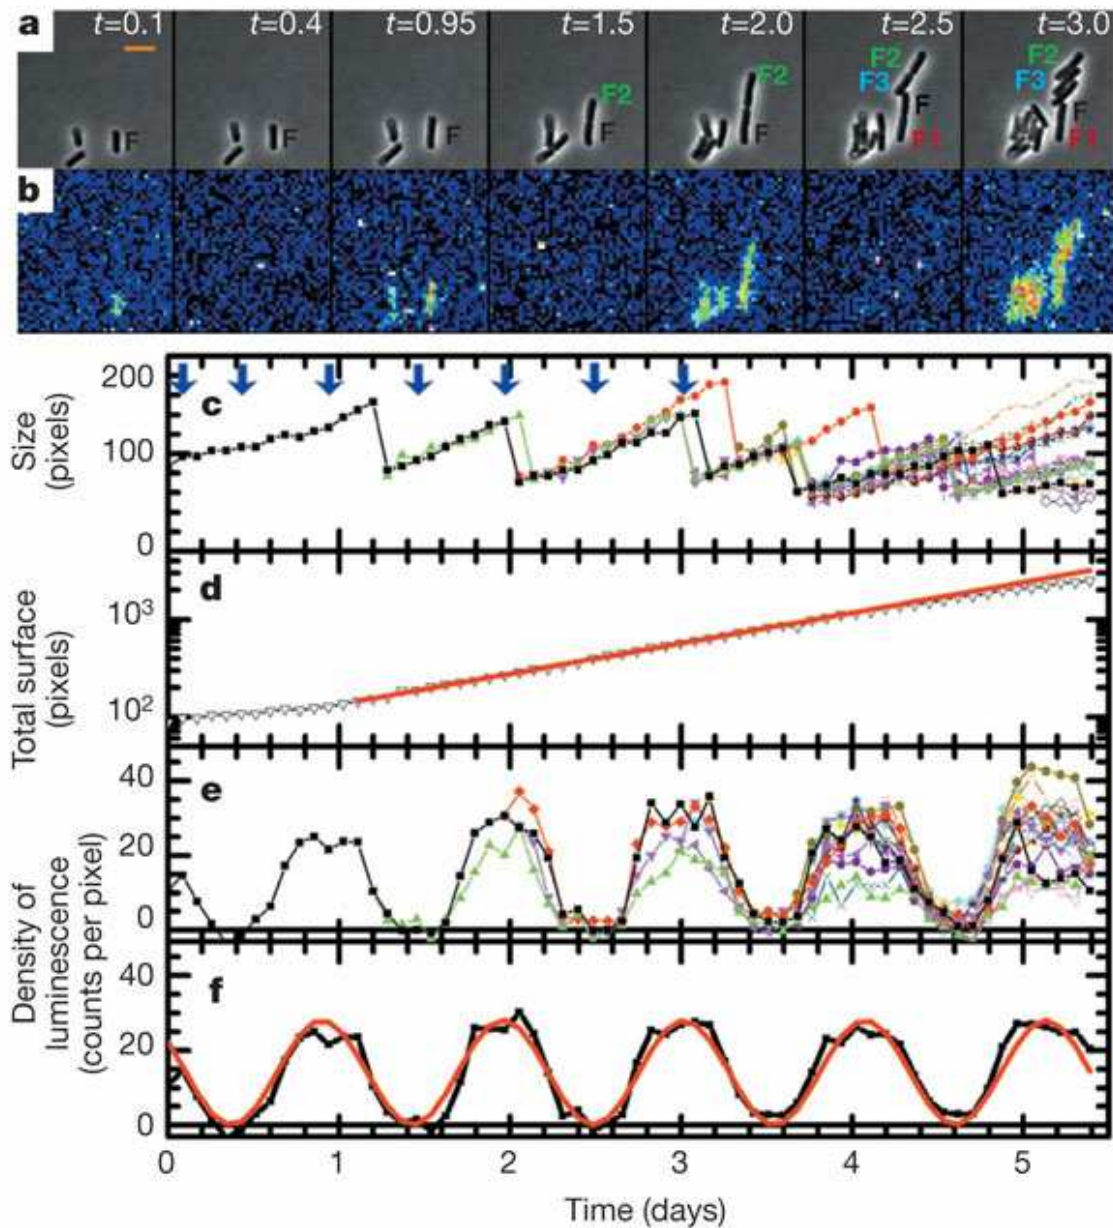 a t=0.1 t=0.4 t=0.95 t=1.5 t=2.0 t=2.5 t=3.0
F2
F2
F3
F2
F3
F2
F
F
F
F
F
F
F
F1
F1
b
c
Size
(pixels)
200
100
0
d
Total surface
(pixels)
10³
10²
e
Density of
luminescence
(counts per pixel)
40
20
0
f
40
20
0
0 1 2 3 4 5
Time (days)